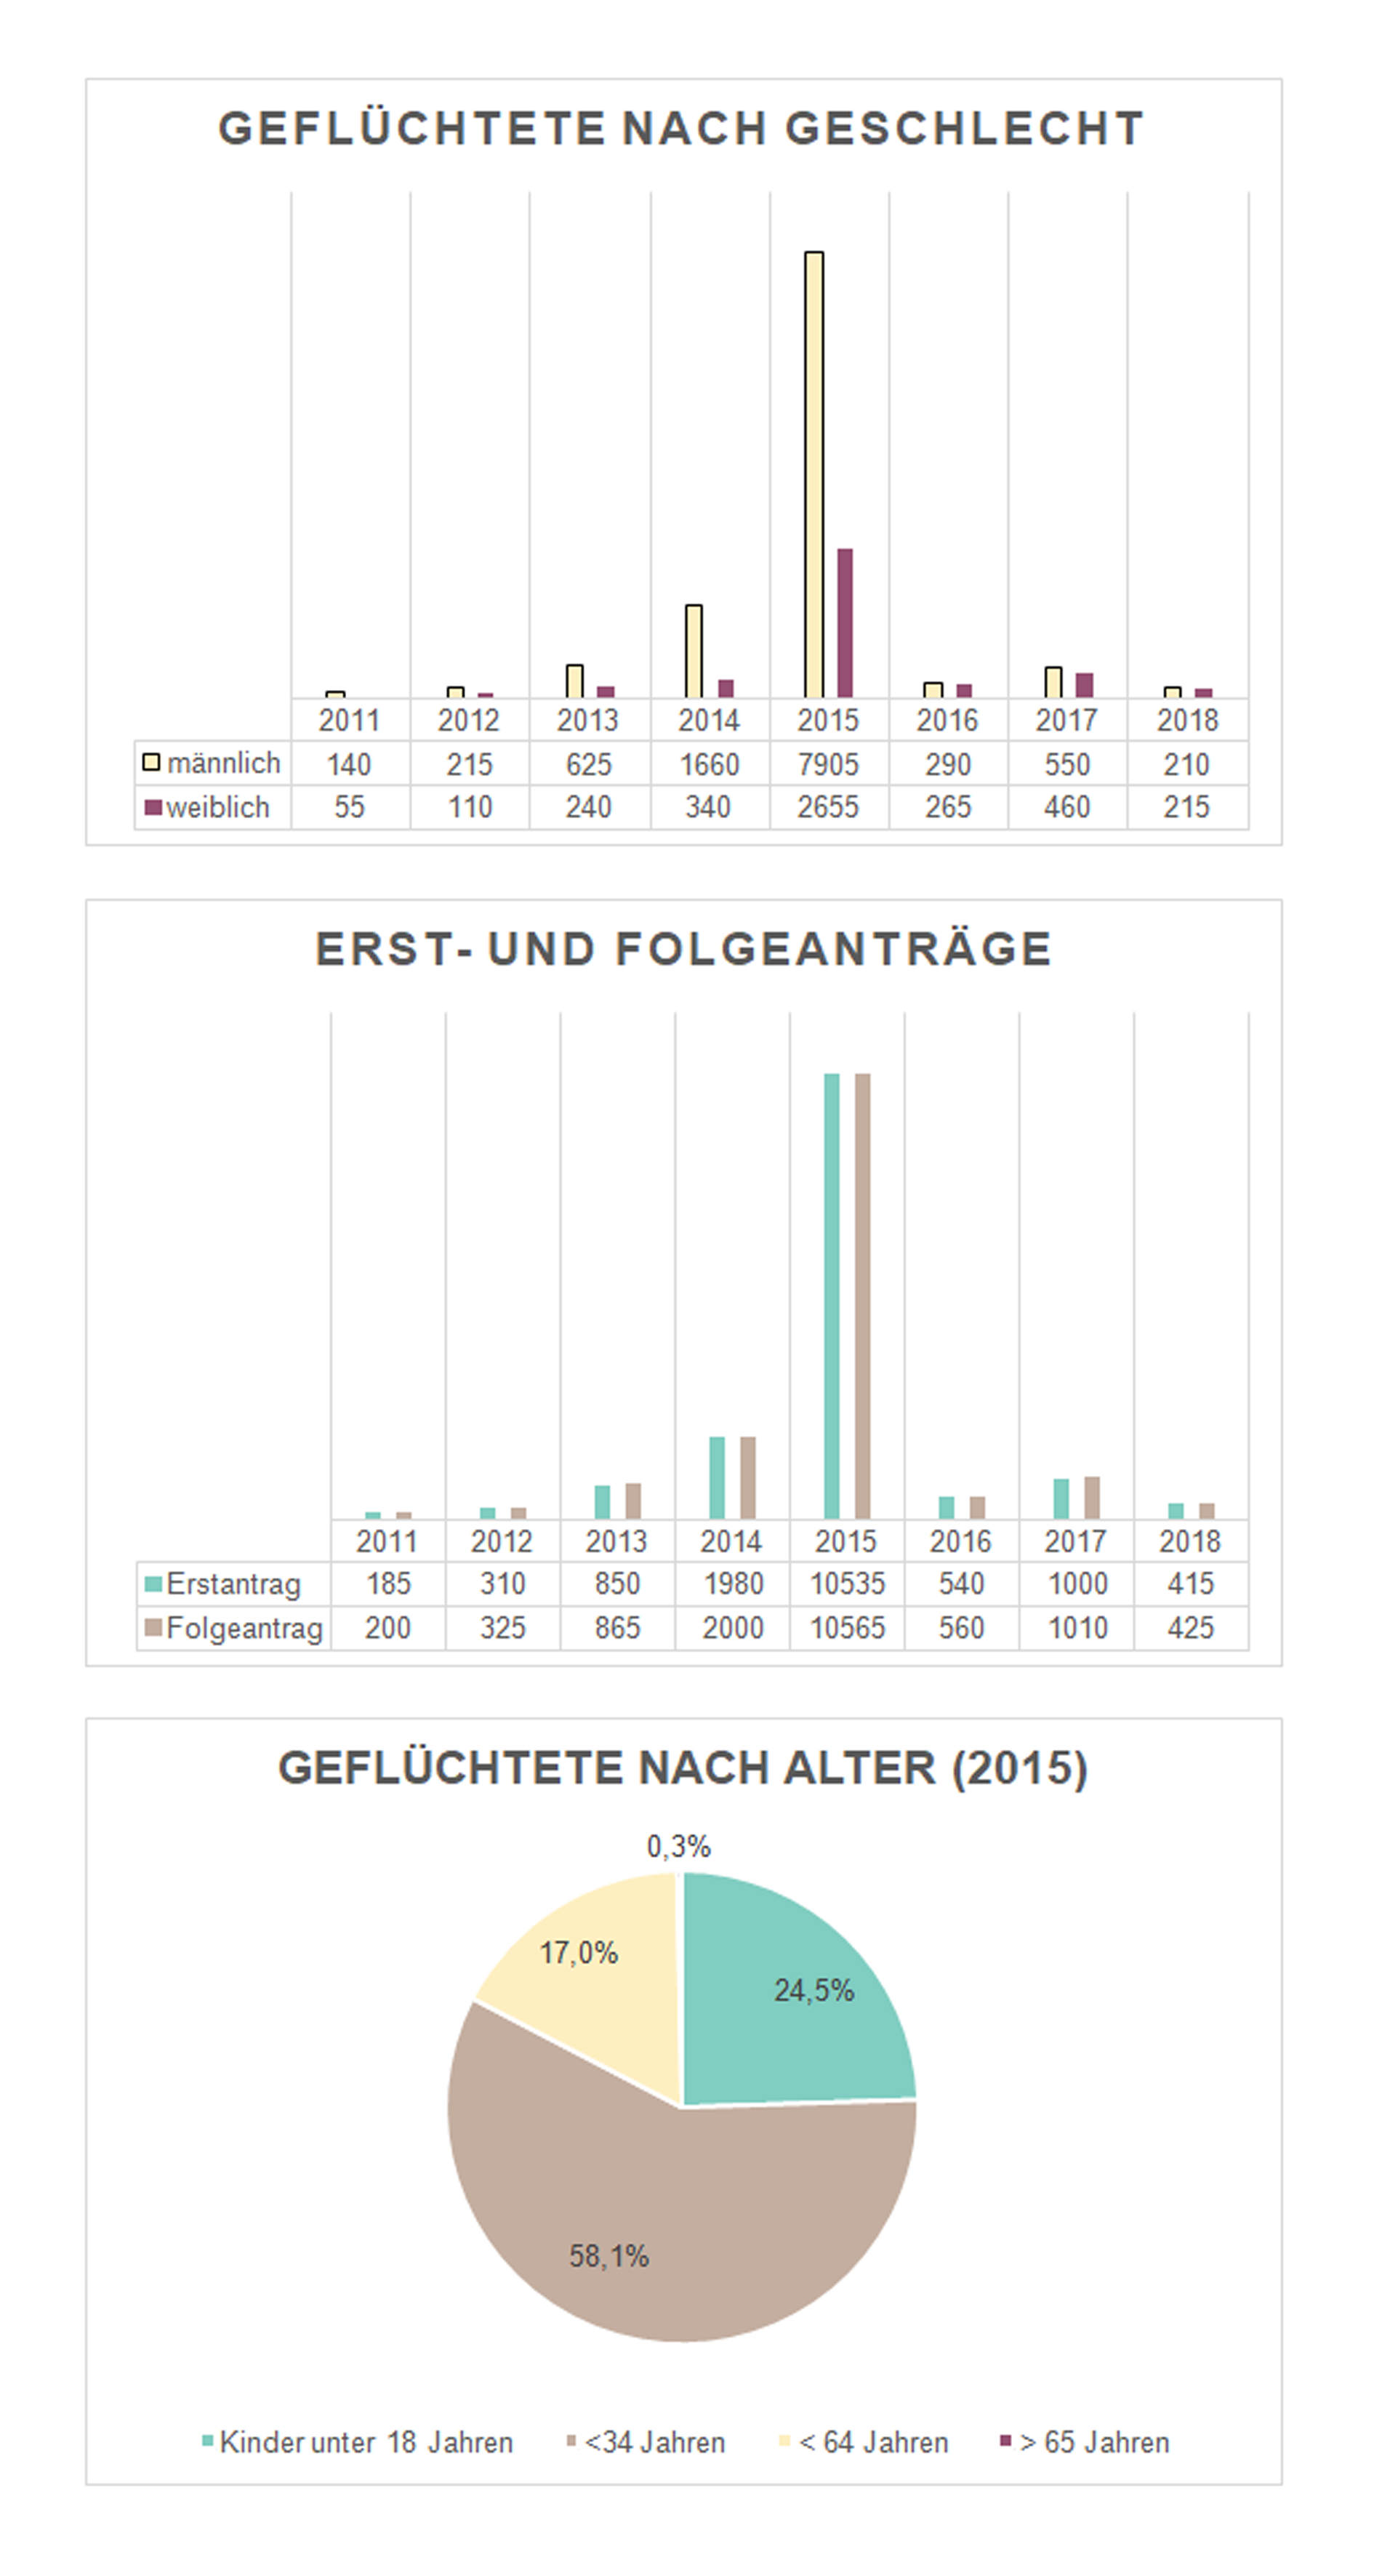 GEFLÜCHTETE NACH GESCHLECHT
2011 2012 2013 2014 2015 2016 2017 2018
männlich 140 215 625 1660 7905 290 550 210
weiblich 55 110 240 340 2655 265 460 215
ERST- UND FOLGEANTRÄGE
2011 2012 2013 2014 2015 2016 2017 2018
Erstantrag 185 310 850 1980 10535 540 1000 415
Folgeantrag 200 325 865 2000 10565 560 1010 425
GEFLÜCHTETE NACH ALTER (2015)
0,3%
17,0%
24,5%
58,1%
Kinder unter 18 Jahren <34 Jahren < 64 Jahren > 65 Jahren